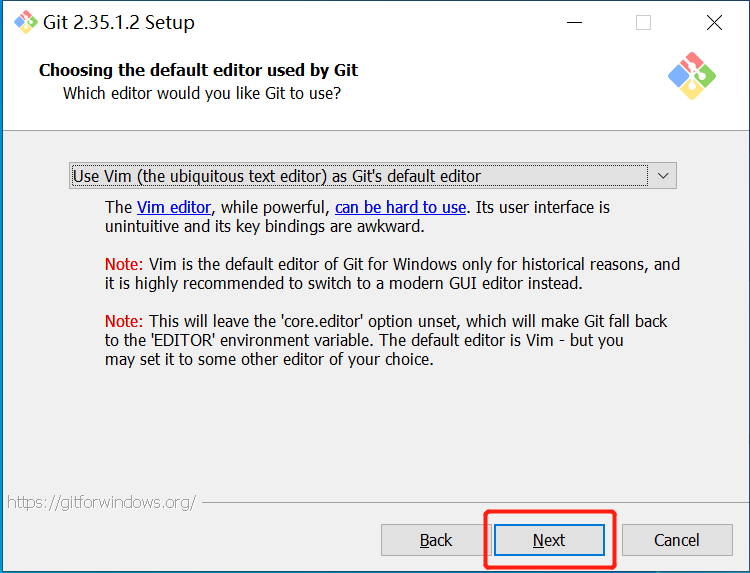 Git 2.35.1.2 Setup
Choosing the default editor used by Git
Which editor would you like Git to use?
Use Vim (the ubiquitous text editor) as Git's default editor
The Vim editor, while powerful, can be hard to use. Its user interface is
unintuitive and its key bindings are awkward.
Note: Vim is the default editor of Git for Windows only for historical reasons, and
it is highly recommended to switch to a modern GUI editor instead.
Note: This will leave the 'core.editor' option unset, which will make Git fall back
to the 'EDITOR' environment variable. The default editor is Vim - but you
may set it to some other editor of your choice.
https://gitforwindows.org/
Back
Next
Cancel